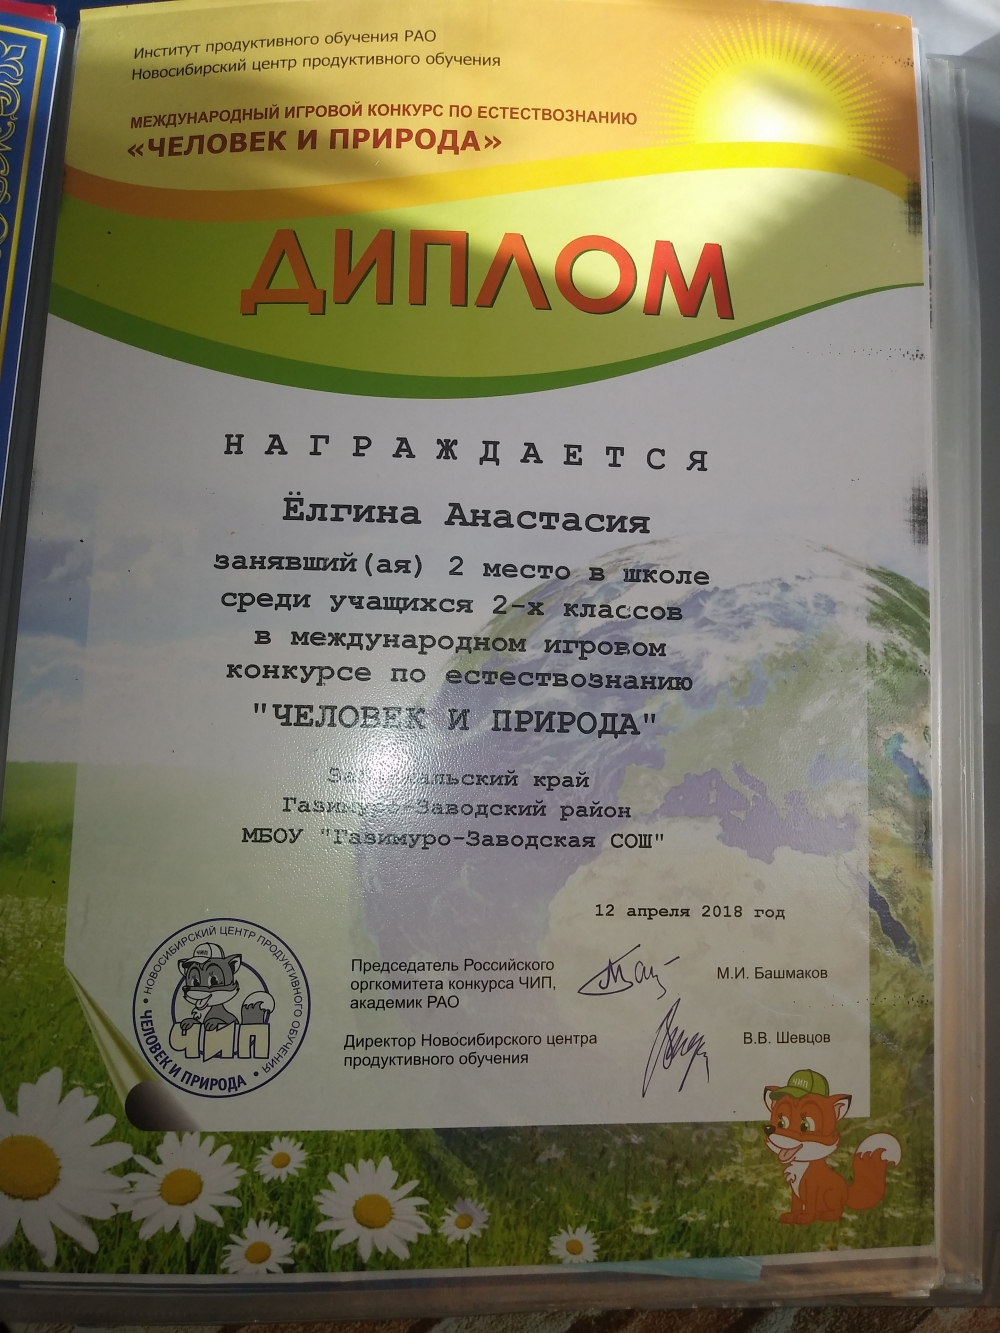 Институт продуктивного обучения РАО
Новосибирский центр продуктивного обучения
МЕЖДУНАРОДНЫЙ ИГРОВОЙ КОНКУРС ПО ЕСТЕСТВОЗНАНИЮ
«ЧЕЛОВЕК И ПРИРОДА»
ДИПЛОМ
НАГРАЖДАЕТСЯ
Ёлгина Анастасия
занявший(ая) 2 место в школе
среди учащихся 2-х классов
в международном игровом
конкурсе по естествознанию
"ЧЕЛОВЕК И ПРИРОДА"
Забайкальский край
Газимуро-Заводский район
МБОУ "Газимуро-Заводская СОШ"
12 апреля 2018 год
Председатель Российского
оргкомитета конкурса ЧИП,
академик РАО
М.И. Башмаков
Директор Новосибирского центра
продуктивного обучения
В.В. Шевцов
НОВОСИБИРСКИЙ ЦЕНТР ПРОДУКТИВНОГО ОБУЧЕНИЯ
ЧИП
ЧИП
ЧЕЛОВЕК И ПРИРОДА
ЧИП